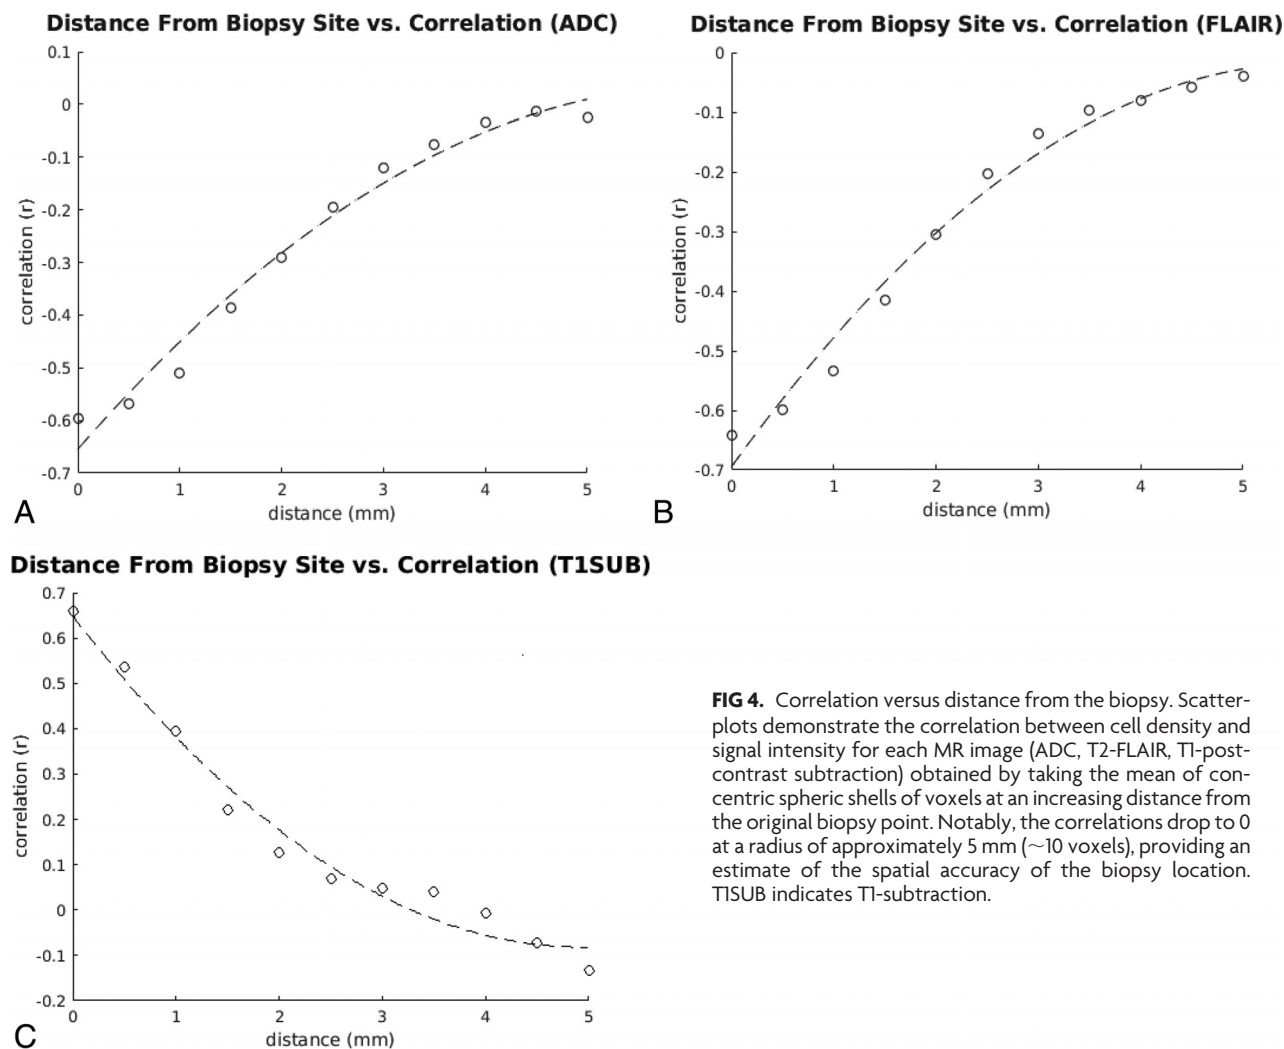 Distance From Biopsy Site vs. Correlation (ADC)
0.1
0
-0.1
-0.2
-0.3
-0.4
-0.5
-0.6
-0.7
correlation (r)
0 1 2 3 4 5
distance (mm)
A
Distance From Biopsy Site vs. Correlation (FLAIR)
0
-0.1
-0.2
-0.3
-0.4
-0.5
-0.6
-0.7
correlation (r)
0 1 2 3 4 5
distance (mm)
B
Distance From Biopsy Site vs. Correlation (T1SUB)
0.7
0.6
0.5
0.4
0.3
0.2
0.1
0
-0.1
-0.2
correlation (r)
0 1 2 3 4 5
distance (mm)
C
FIG 4. Correlation versus distance from the biopsy. Scatter-
plots demonstrate the correlation between cell density and
signal intensity for each MR image (ADC, T2-FLAIR, T1-post-
contrast subtraction) obtained by taking the mean of con-
centric spheric shells of voxels at an increasing distance from
the original biopsy point. Notably, the correlations drop to 0
at a radius of approximately 5 mm (~10 voxels), providing an
estimate of the spatial accuracy of the biopsy location.
T1SUB indicates T1-subtraction.